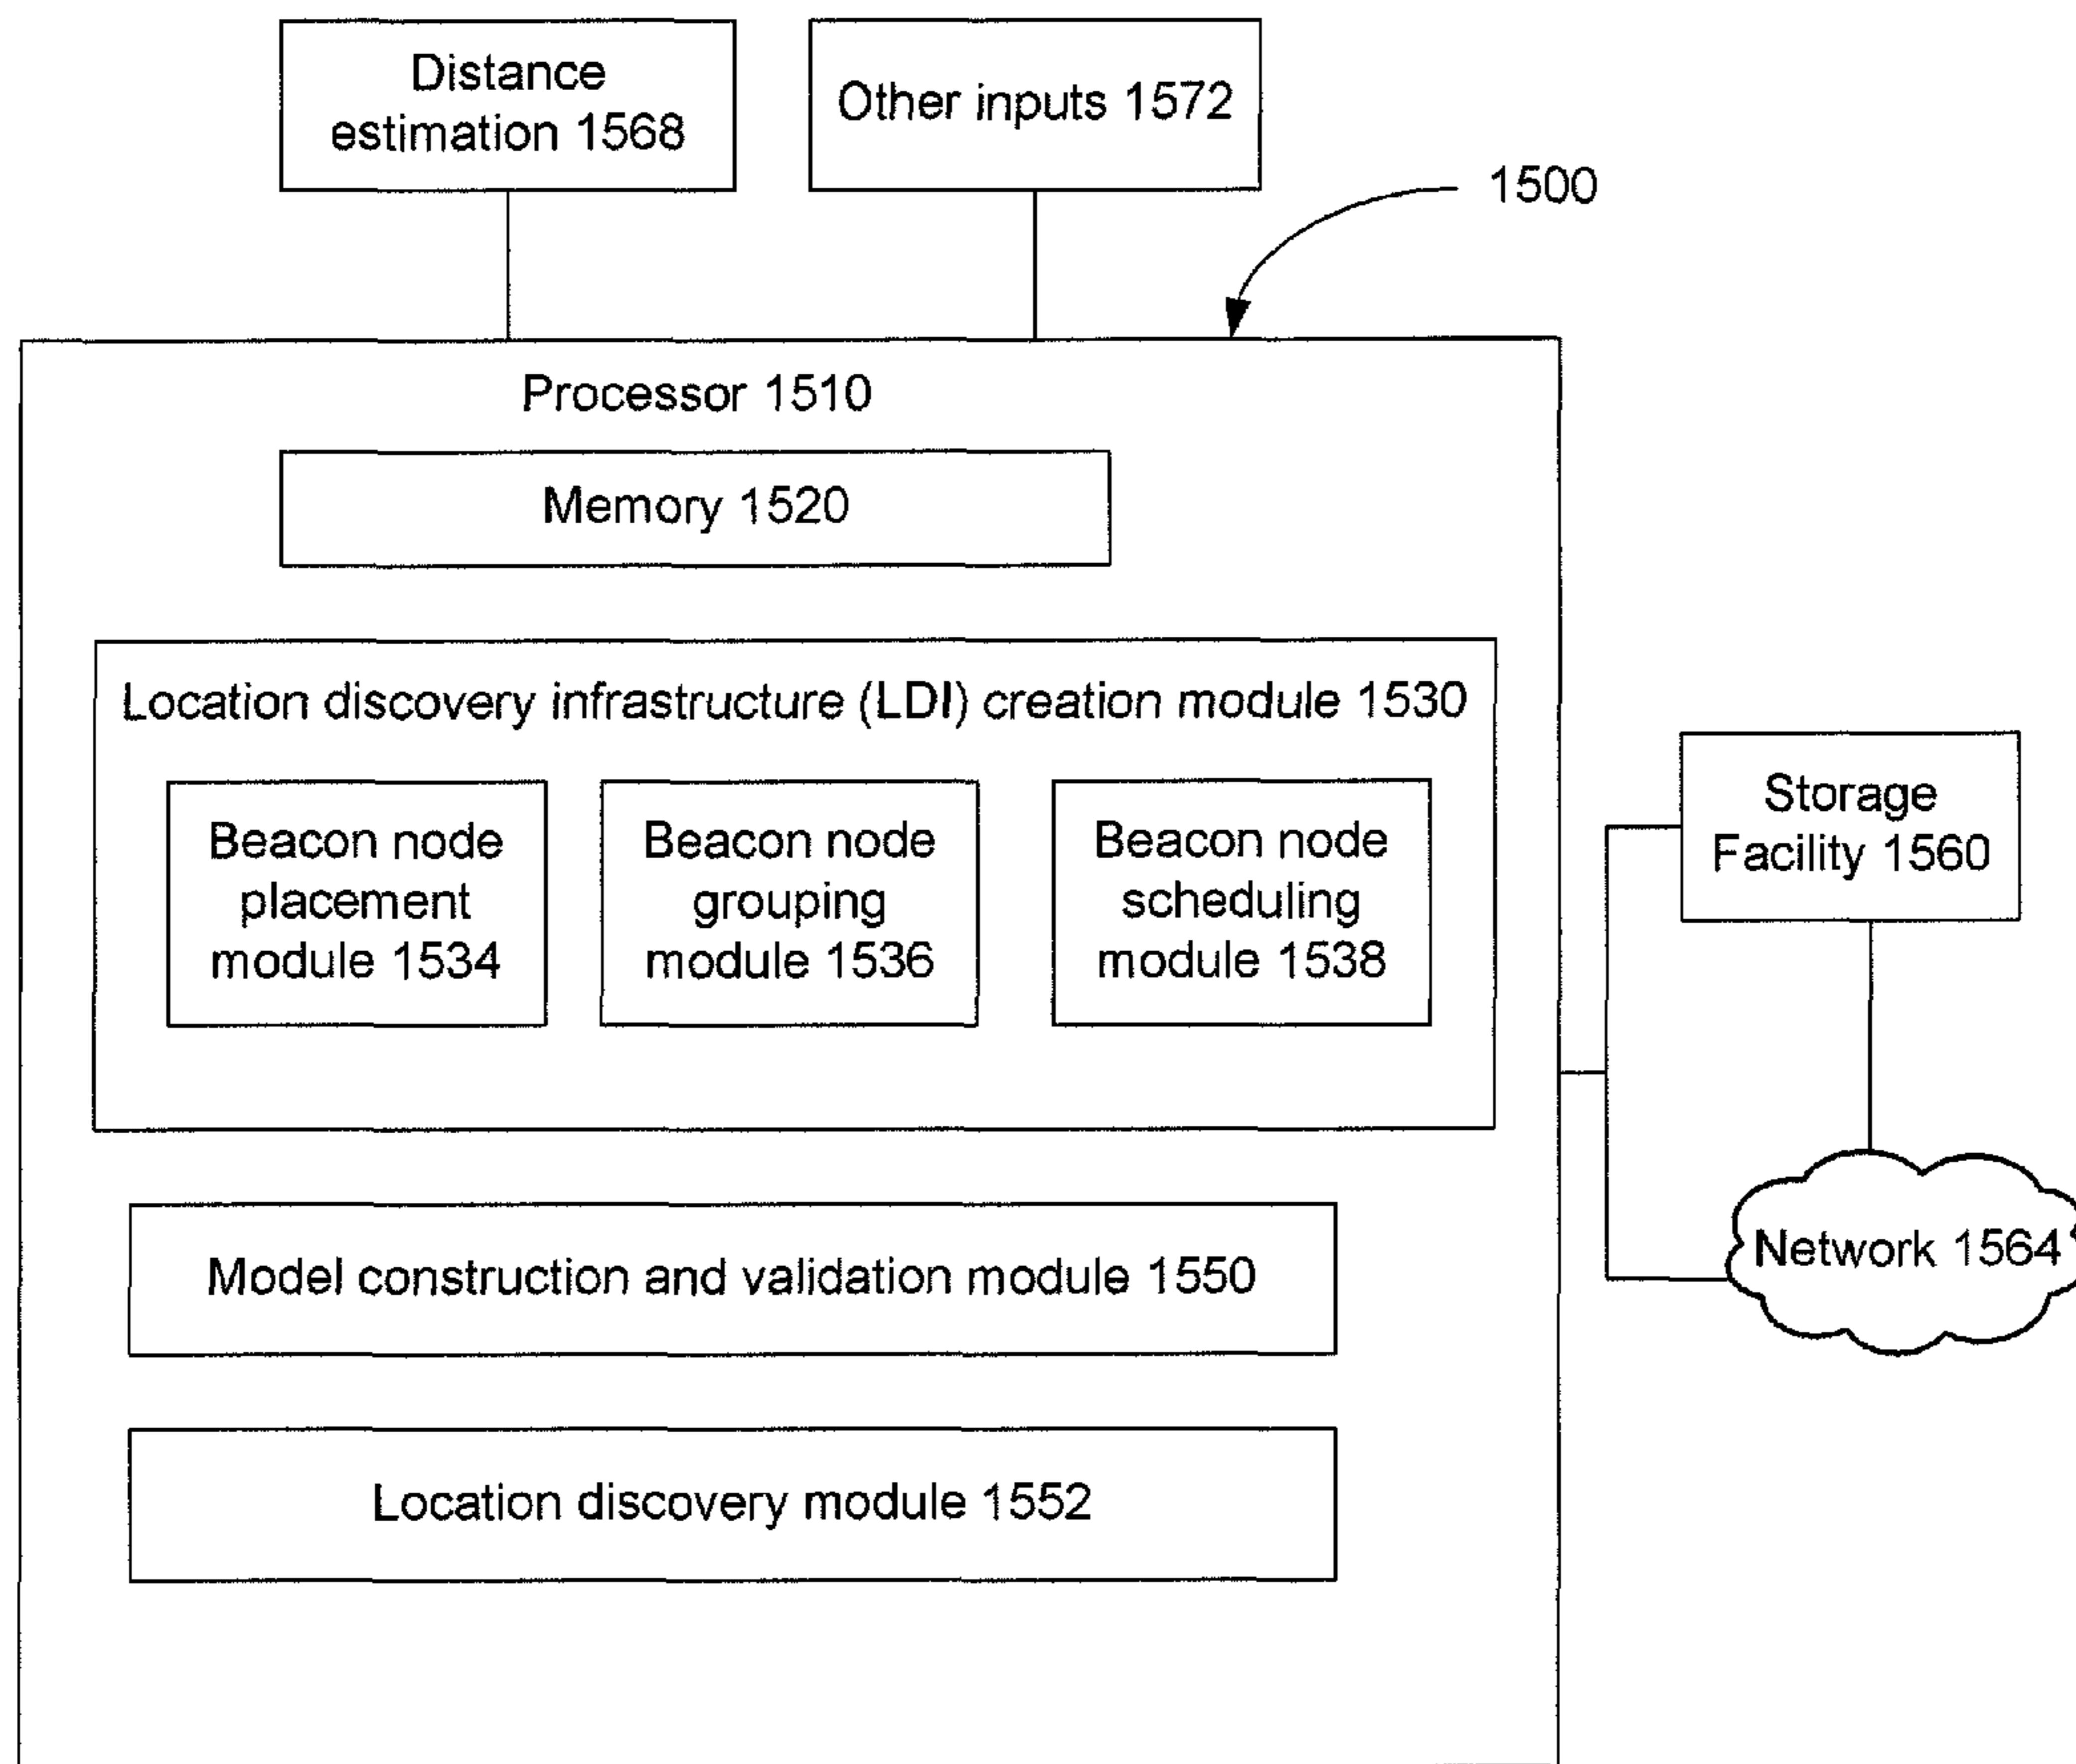 Distance
estimation 1568
Other inputs 1572
1500
Processor 1510
Memory 1520
Location discovery infrastructure (LDI) creation module 1530
Beacon node
placement
module 1534
Beacon node
grouping
module 1536
Beacon node
scheduling
module 1538
Storage
Facility 1560
Network 1564
Model construction and validation module 1550
Location discovery module 1552